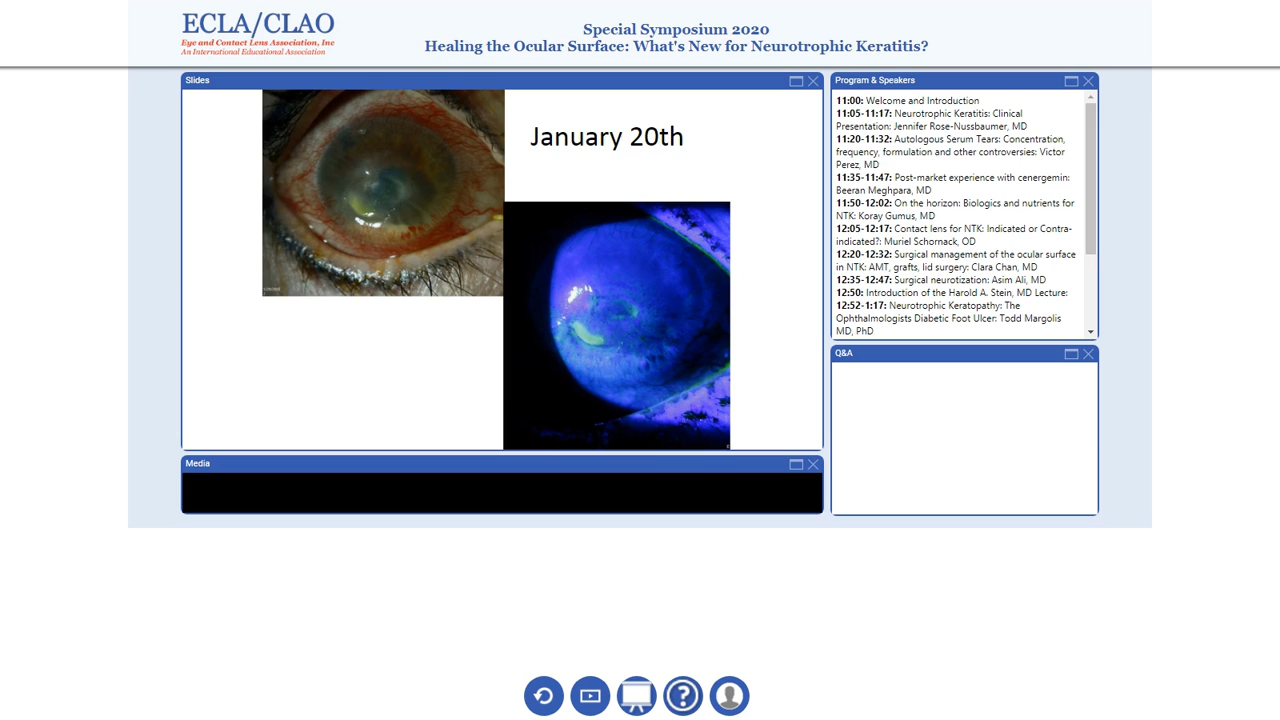 ECLA/CLAO
Eye and Contact Lens Association, Inc
An International Educational Association
Special Symposium 2020
Healing the Ocular Surface: What's New for Neurotrophic Keratitis?
Slides
January 20th
Media
Program & Speakers
11:00: Welcome and Introduction
11:05-11:17: Neurotrophic Keratitis: Clinical
Presentation: Jennifer Rose-Nussbaumer, MD
11:20-11:32: Autologous Serum Tears: Concentration,
frequency, formulation and other controversies: Victor
Perez, MD
11:35-11:47: Post-market experience with cenergemin:
Beeran Meghpara, MD
11:50-12:02: On the horizon: Biologics and nutrients for
NTK: Koray Gumus, MD
12:05-12:17: Contact lens for NTK: Indicated or Contra-
indicated?: Muriel Schornack, OD
12:20-12:32: Surgical management of the ocular surface
in NTK: AMT, grafts, lid surgery: Clara Chan, MD
12:35-12:47: Surgical neurotization: Asim Ali, MD
12:50: Introduction of the Harold A. Stein, MD Lecture:
12:52-1:17: Neurotrophic Keratopathy: The
Ophthalmologists Diabetic Foot Ulcer: Todd Margolis
MD, PhD
Q&A